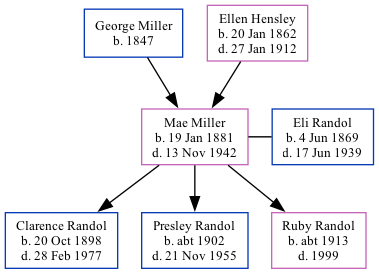 George Miller
b. 1847
Ellen Hensley
b. 20 Jan 1862
d. 27 Jan 1912
Mae Miller
b. 19 Jan 1881
d. 13 Nov 1942
Eli Randol
b. 4 Jun 1869
d. 17 Jun 1939
Clarence Randol
b. 20 Oct 1898
d. 28 Feb 1977
Presley Randol
b. abt 1902
d. 21 Nov 1955
Ruby Randol
b. abt 1913
d. 1999